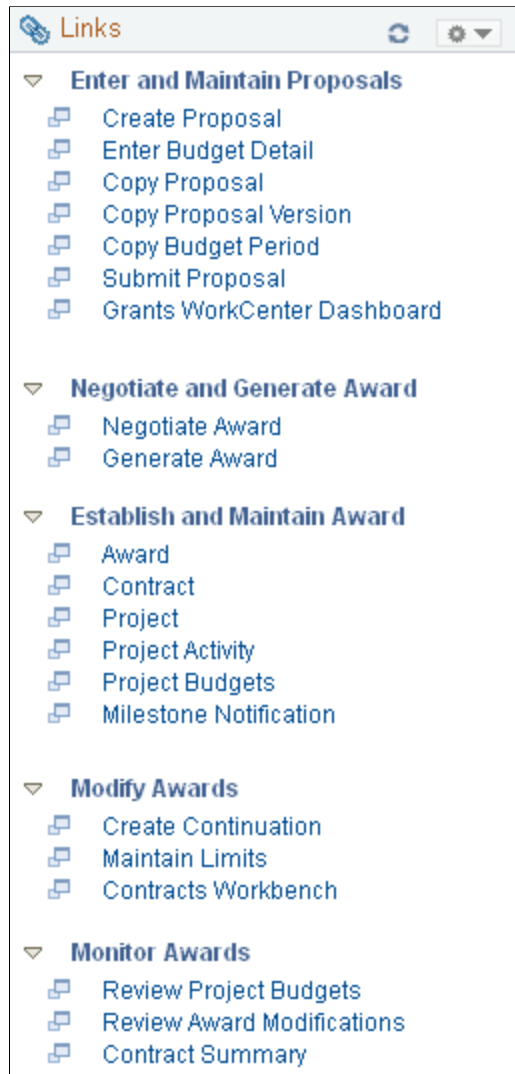 Links
Enter and Maintain Proposals
Create Proposal
Enter Budget Detail
Copy Proposal
Copy Proposal Version
Copy Budget Period
Submit Proposal
Grants WorkCenter Dashboard
Negotiate and Generate Award
Negotiate Award
Generate Award
Establish and Maintain Award
Award
Contract
Project
Project Activity
Project Budgets
Milestone Notification
Modify Awards
Create Continuation
Maintain Limits
Contracts Workbench
Monitor Awards
Review Project Budgets
Review Award Modifications
Contract Summary